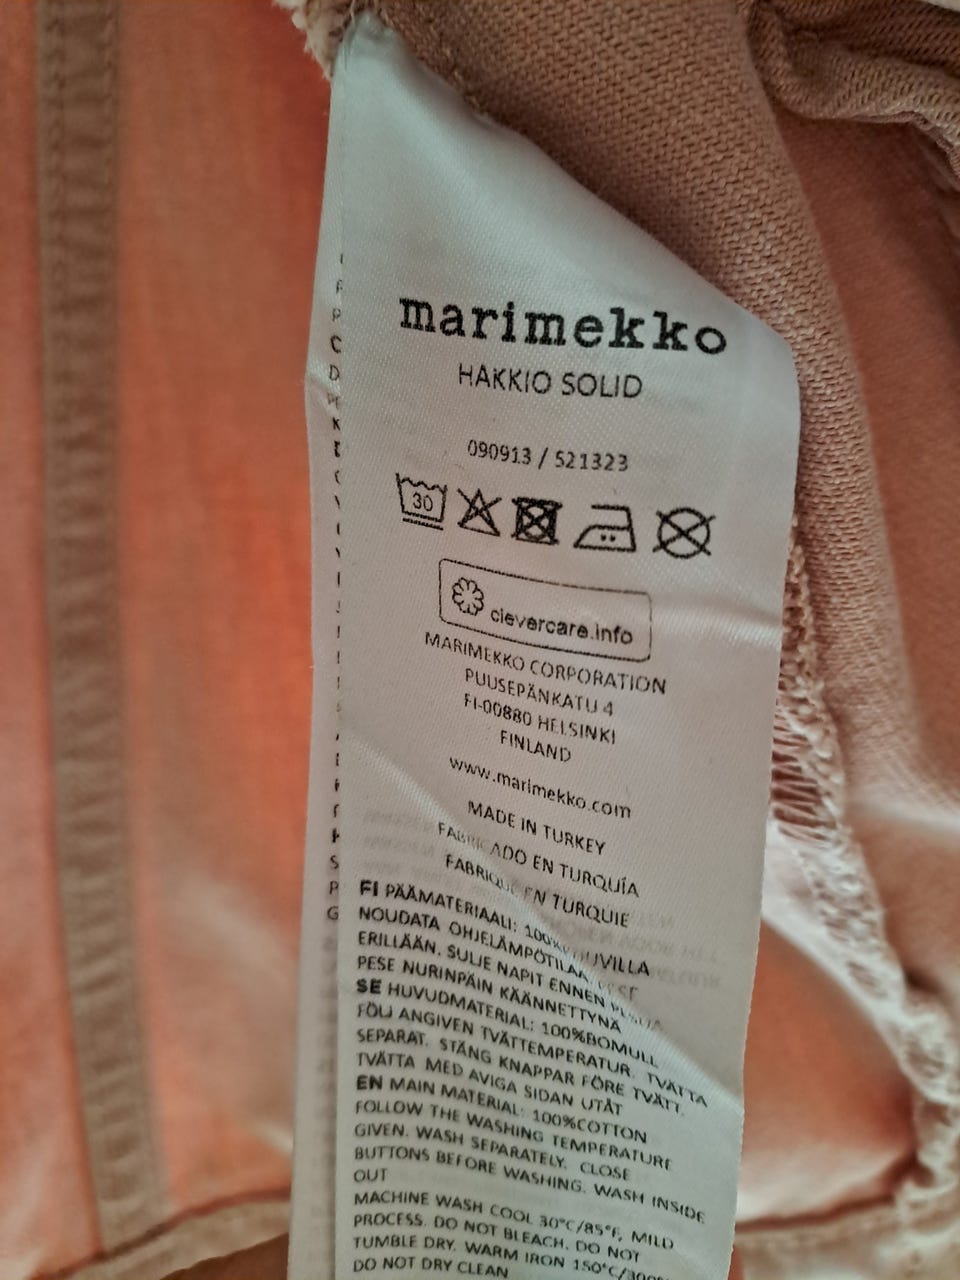 marimekko
HAKKIO SOLID
090913 / S21323
30
clevercare.info
MARIMEKKO CORPORATION
PUUSEPÄNKATU 4
FI-00880 HELSINKI
FINLAND
www.marimekko.com
MADE IN TURKEY
FABRICADO EN TURQUÍA
FABRIQUÉ EN TURQUIE
FI PÄÄMATERIAALI: 100%PUUVILLA
NOUDATA OHJELÄMPÖTILAA. PESE
ERILLÄÄN. SULJE NAPIT ENNEN PESUA.
PESE NURINPÄIN KÄÄNNETTYNÄ
SE HUVUDMATERIAL: 100%BOMULL
FÖLJ ANGIVEN TVÄTTEMPERATUR. TVÄTTA
SEPARAT. STÄNG KNAPPAR FÖRE TVÄTT.
TVÄTTA MED AVIGA SIDAN UTÅT
EN MAIN MATERIAL: 100%COTTON
FOLLOW THE WASHING TEMPERATURE
GIVEN. WASH SEPARATELY. CLOSE
BUTTONS BEFORE WASHING. WASH INSIDE
OUT
MACHINE WASH COOL 30°C/85°F, MILD
PROCESS. DO NOT BLEACH. DO NOT
TUMBLE DRY. WARM IRON 150°C/300°
DO NOT DRY CLEAN